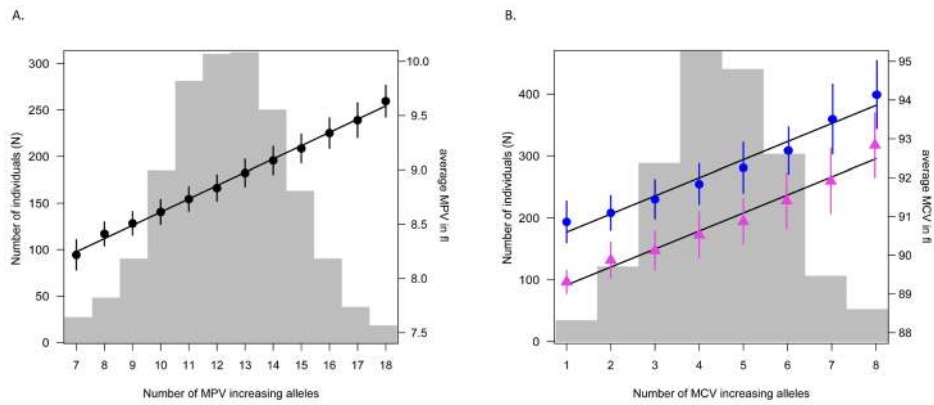 A.
300
250
200
150
100
50
0
Number of individuals (N)
10.0
9.5
9.0
8.5
8.0
7.5
average MPV in fl
7 8 9 10 11 12 13 14 15 16 17 18
Number of MPV increasing alleles
B.
400
300
200
100
0
Number of individuals (N)
95
94
93
92
91
90
89
88
average MCV in fl
1 2 3 4 5 6 7 8
Number of MCV increasing alleles